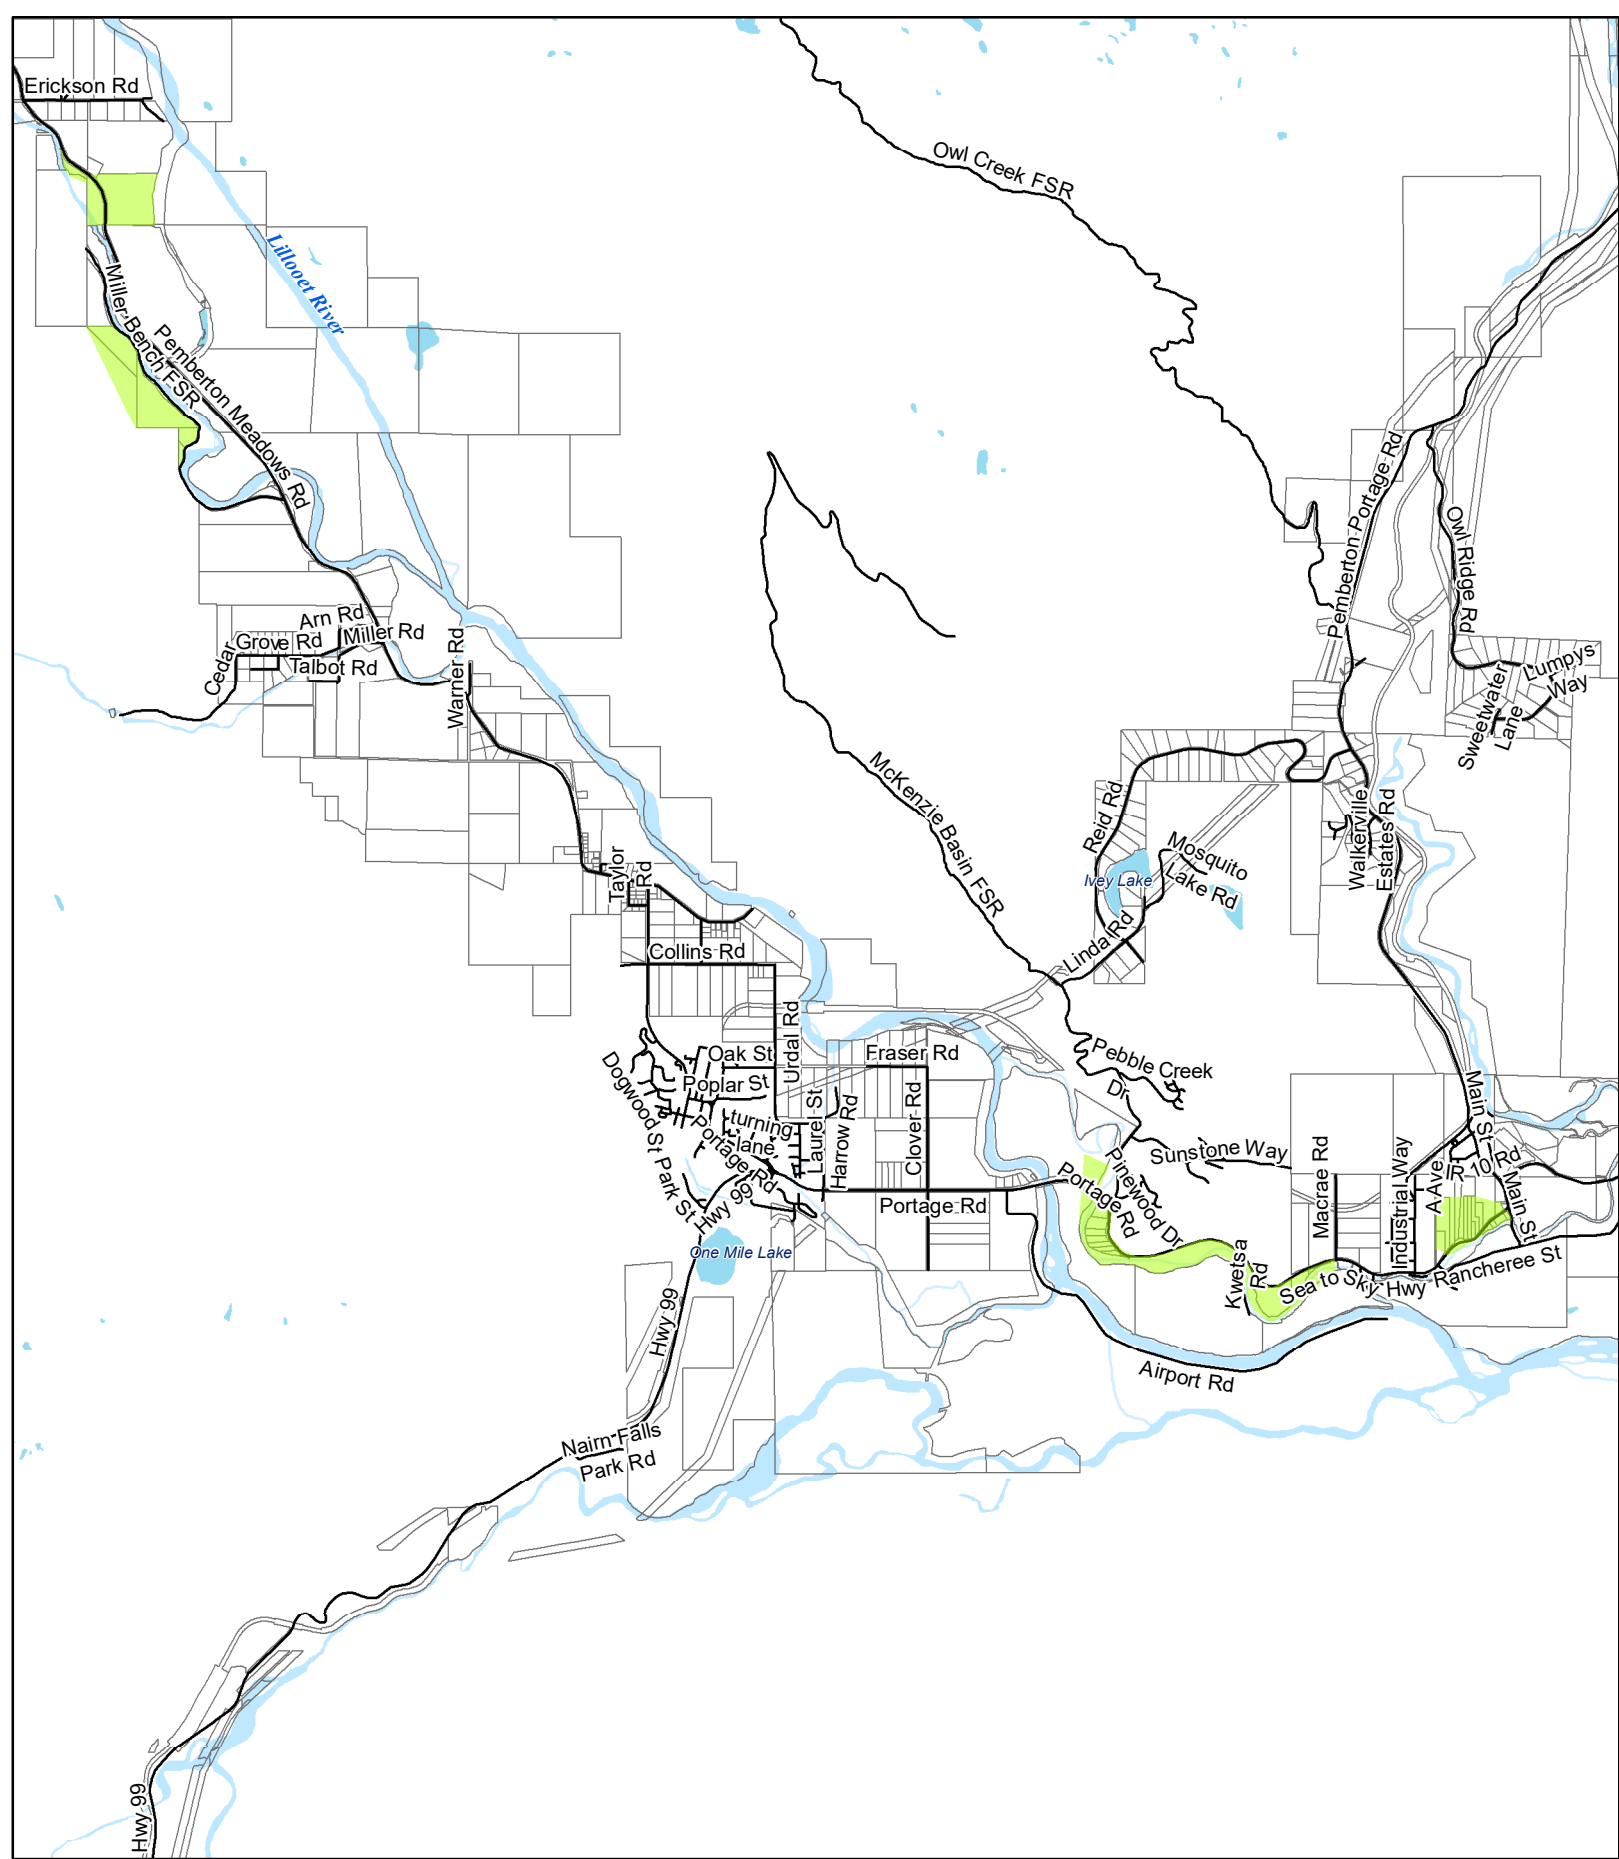 Erickson Rd
Owl Creek FSR
Lillooet River
Miller Bench FSR
Pemberton Meadows Rd
Pemberton Portage Rd
Owl Ridge Rd
Arn Rd
Grove Rd
Miller Rd
Cedar
Talbot Rd
Warner Rd
Lumpys
Way
Sweetwater
Lane
McKenzie Basin FSR
Reid Rd
Mosquito
Lake Rd
Ivey Lake
Walkerville
Estates Rd
Taylor
Rd
Collins Rd
Linda Rd
Urdal Rd
Oak St
Fraser Rd
Pebble Creek
Dr
Dogwood St
Poplar St
turning
lane
Portage Rd
Laurel St
Harrow Rd
Clover Rd
Main St
Park St
Hwy 99
Portage Rd
Portage Rd
Pinewood Dr
Sunstone Way
Macrae Rd
Industrial Way
A Ave
IR 10 Rd
Main St
One Mile Lake
Kwetsa
Rd
Sea to Sky Hwy
Rancheree St
Hwy 99
Airport Rd
Nairn Falls
Park Rd
Hwy 99